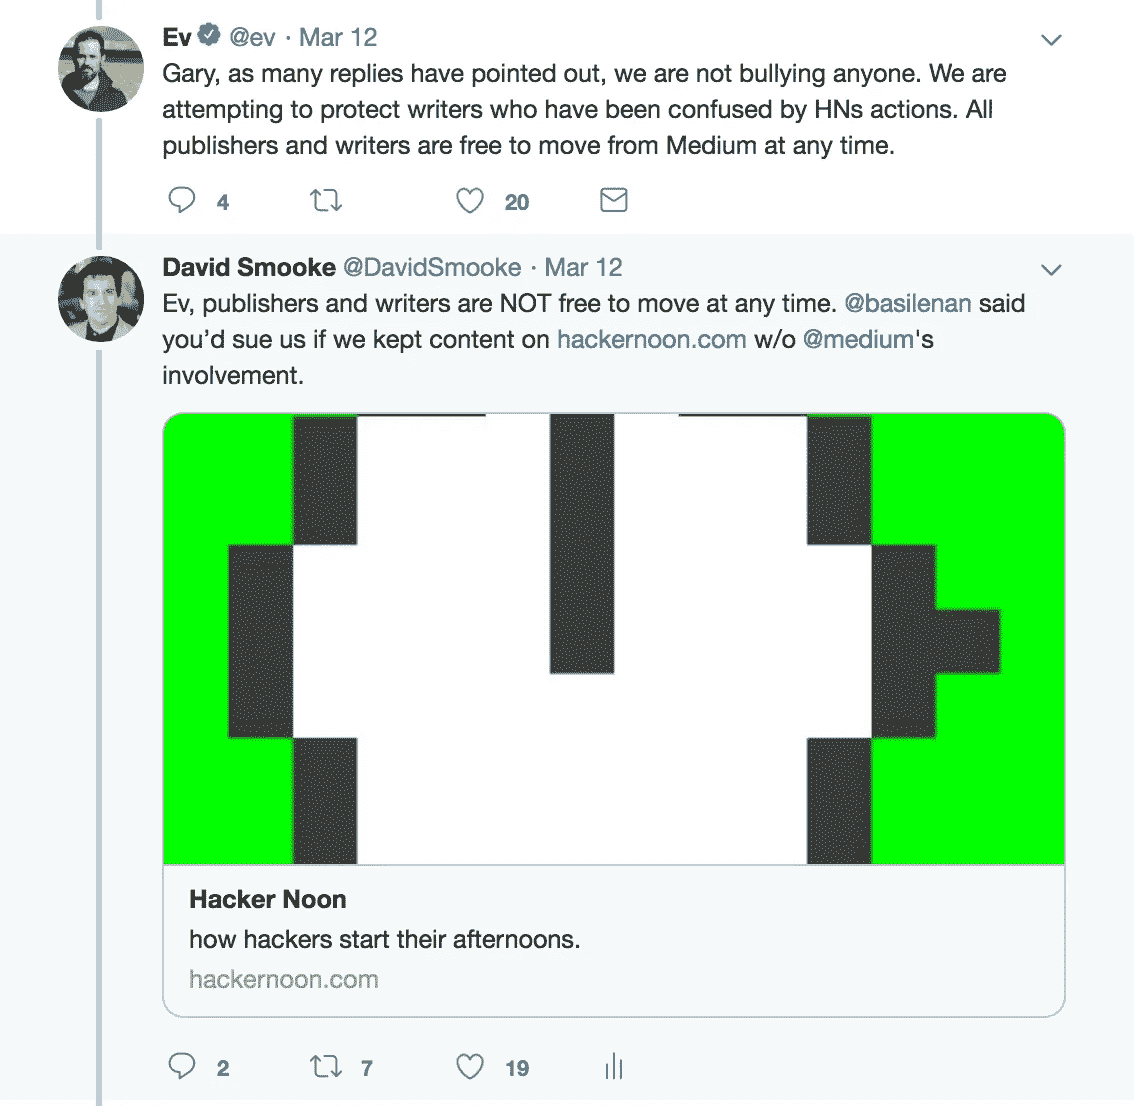 Ev @ev · Mar 12
Gary, as many replies have pointed out, we are not bullying anyone. We are
attempting to protect writers who have been confused by HNs actions. All
publishers and writers are free to move from Medium at any time.
4 20
David Smooke @DavidSmooke · Mar 12
Ev, publishers and writers are NOT free to move at any time. @basilenan said
you’d sue us if we kept content on hackernoon.com w/o @medium's
involvement.
Hacker Noon
how hackers start their afternoons.
hackernoon.com
2 7 19